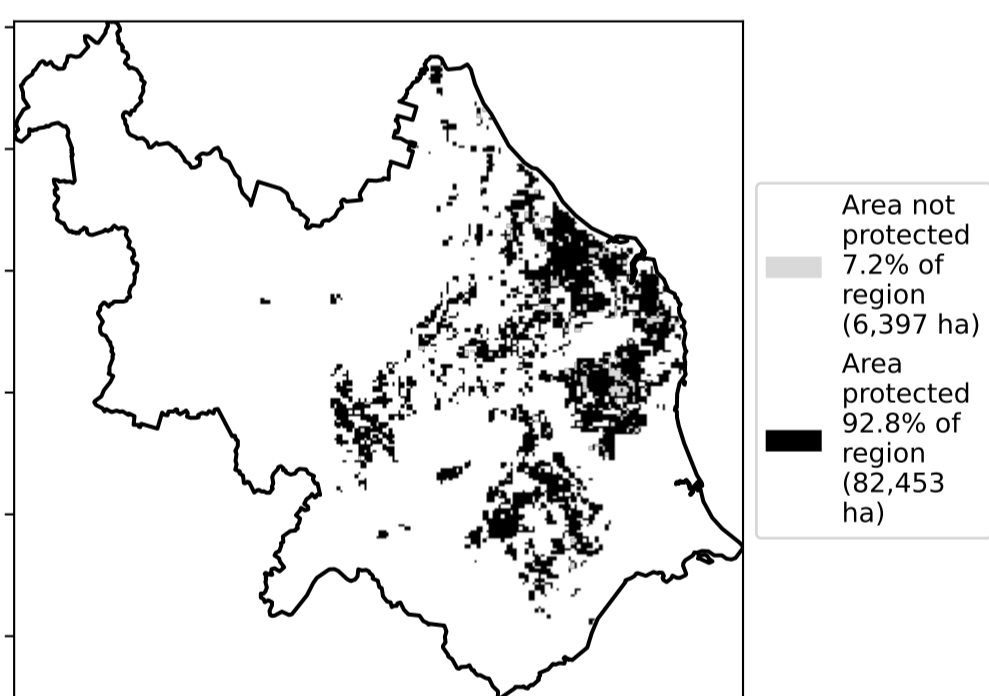 Area not
protected
7.2% of
region
(6,397 ha)
Area
protected
92.8% of
region
(82,453
ha)